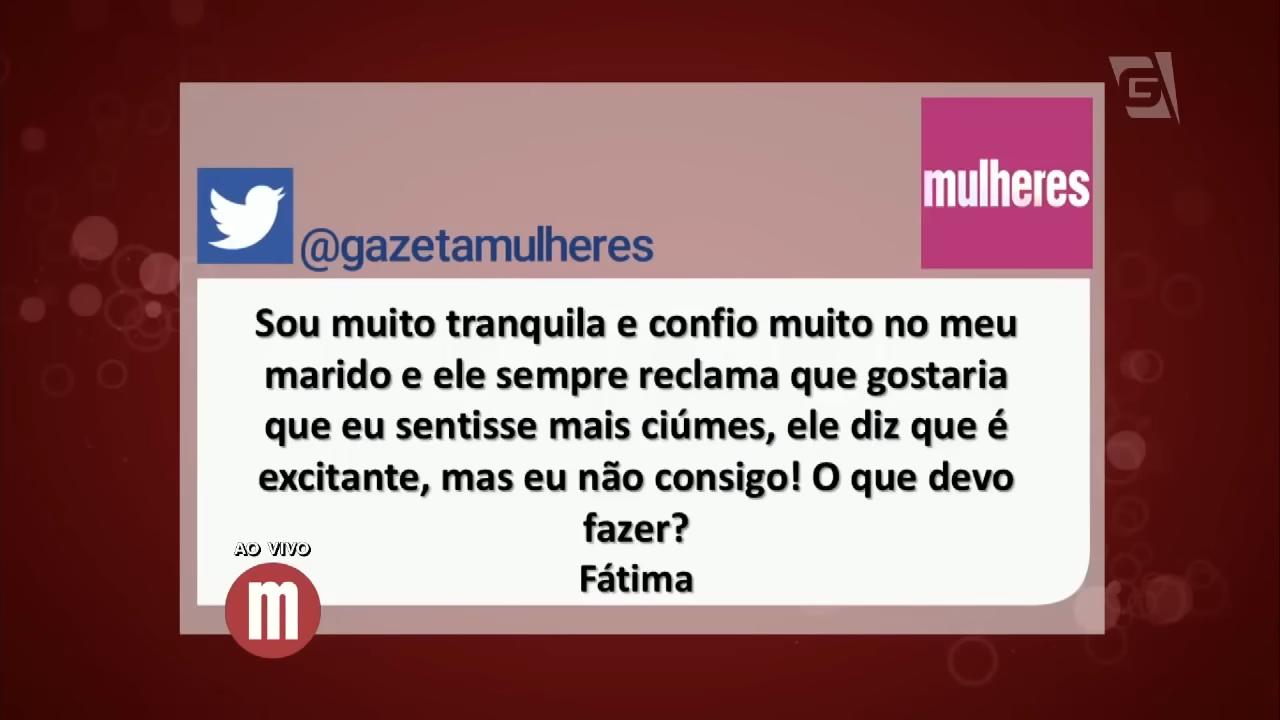 mulheres
@gazetamulheres
Sou muito tranquila e confio muito no meu
marido e ele sempre reclama que gostaria
que eu sentisse mais ciúmes, ele diz que é
excitante, mas eu não consigo! O que devo
fazer?
Fátima
AO VIVO
m
G